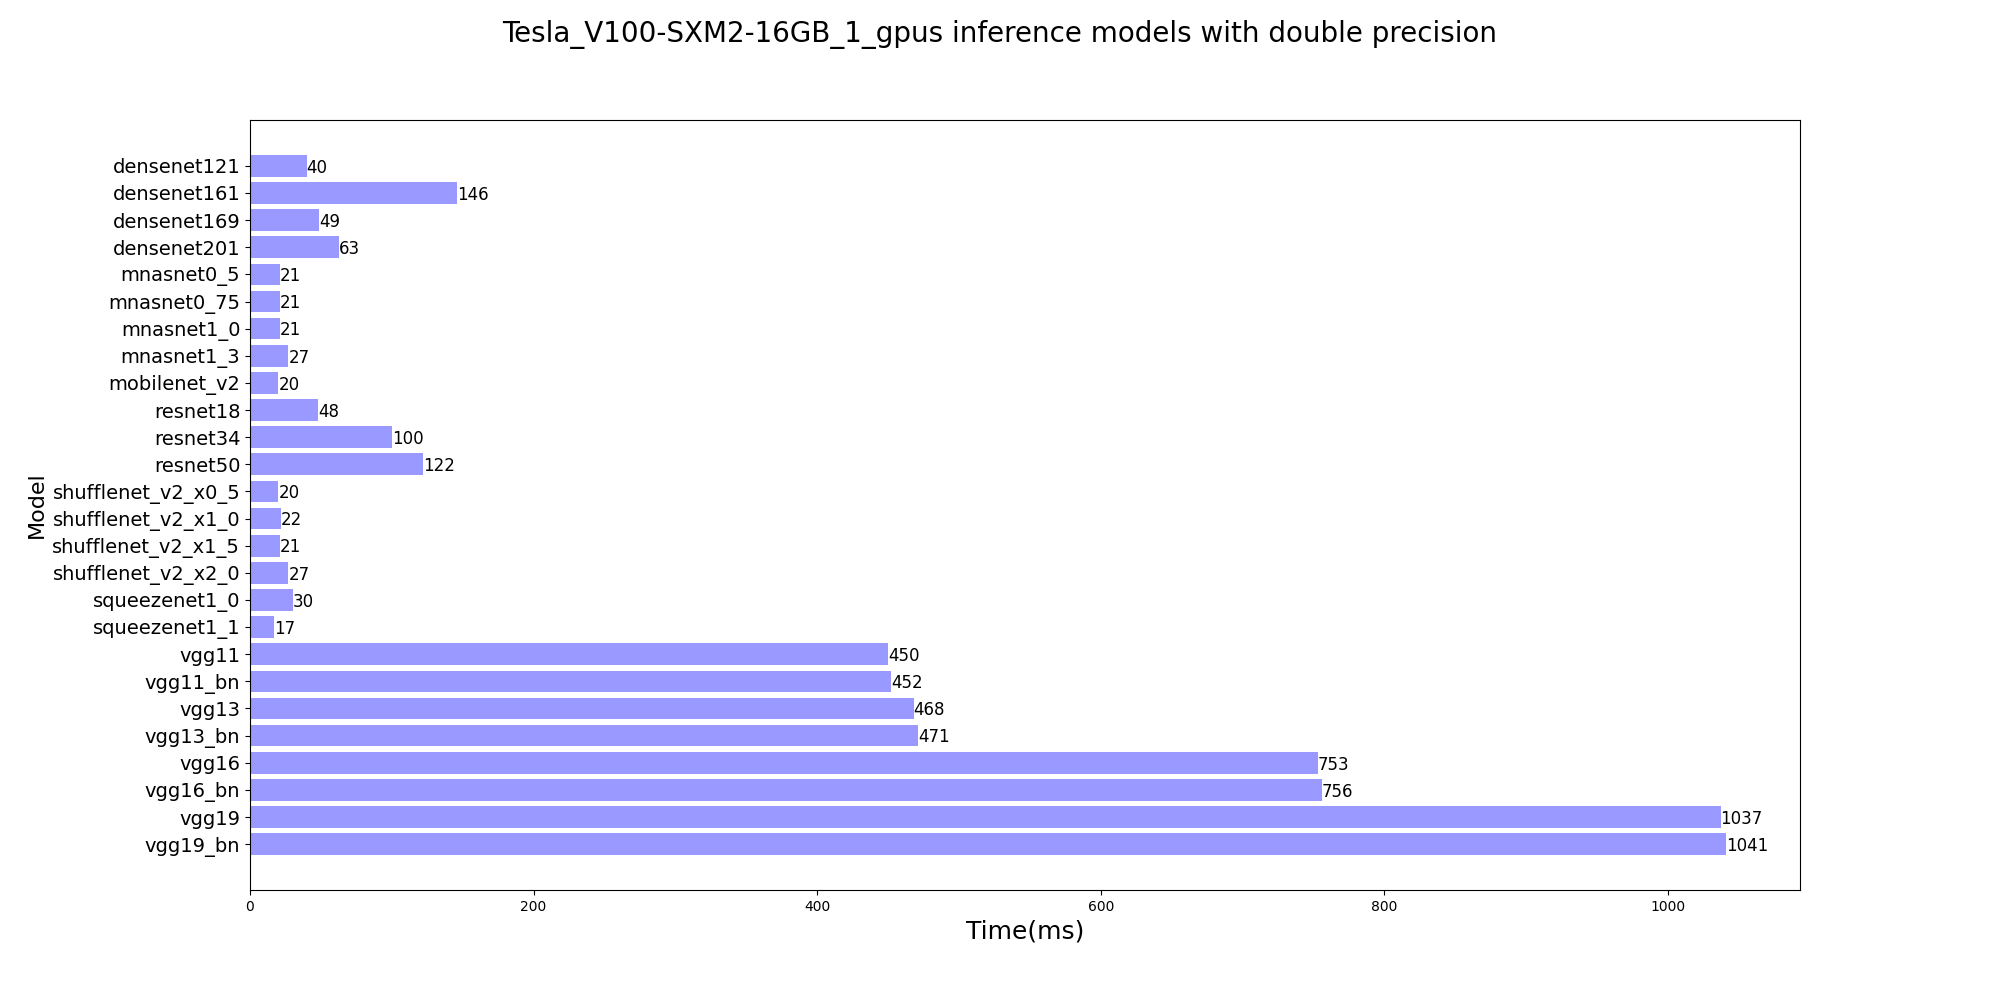 Tesla_V100-SXM2-16GB_1_gpus inference models with double precision
densenet121 40
densenet161 146
densenet169 49
densenet201 63
mnasnet0_5 21
mnasnet0_75 21
mnasnet1_0 21
mnasnet1_3 27
mobilenet_v2 20
resnet18 48
resnet34 100
resnet50 122
shufflenet_v2_x0_5 20
shufflenet_v2_x1_0 22
shufflenet_v2_x1_5 21
shufflenet_v2_x2_0 27
squeezenet1_0 30
squeezenet1_1 17
vgg11 450
vgg11_bn 452
vgg13 468
vgg13_bn 471
vgg16 753
vgg16_bn 756
vgg19 1037
vgg19_bn 1041
Model
0 200 400 600 800 1000
Time(ms)